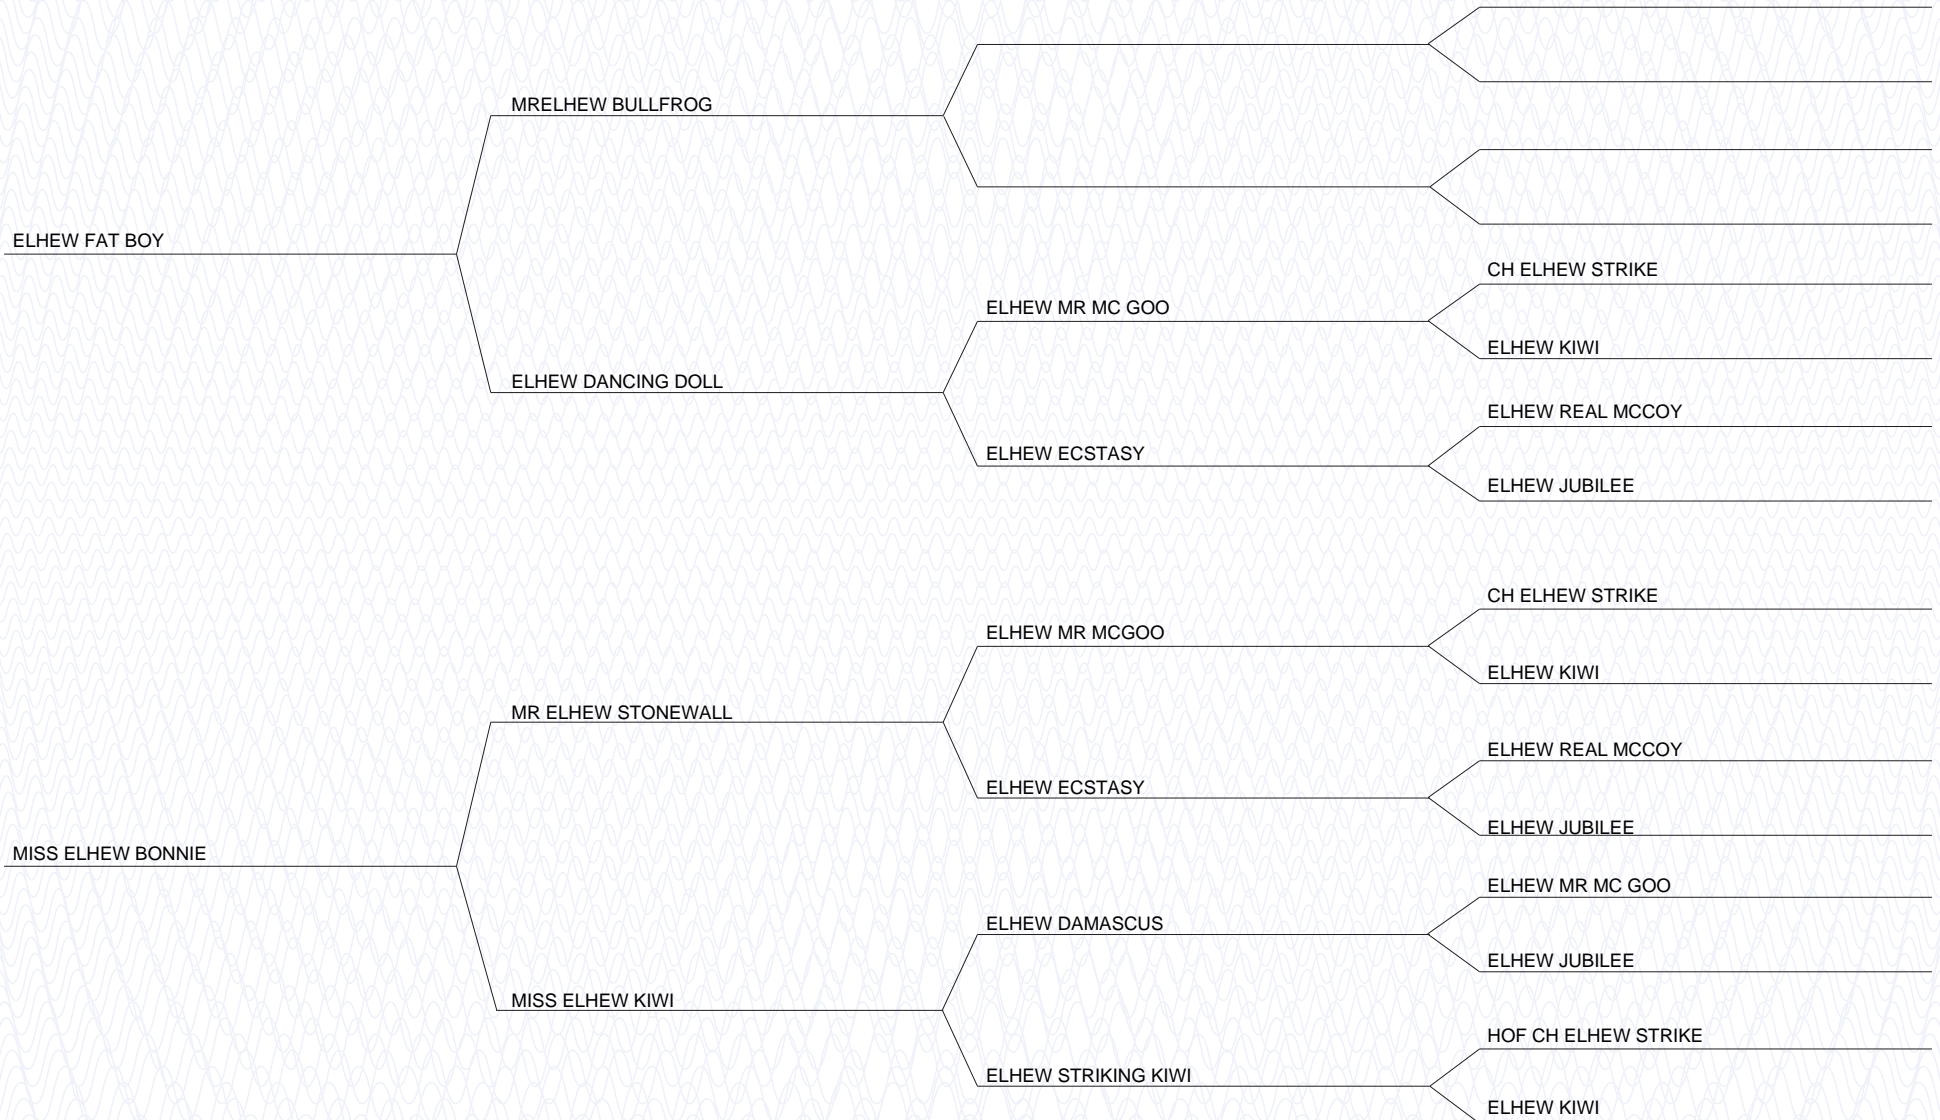 MRELHEW BULLFROG
ELHEW FAT BOY
CH ELHEW STRIKE
ELHEW MR MC GOO
ELHEW KIWI
ELHEW DANCING DOLL
ELHEW REAL MCCOY
ELHEW ECSTASY
ELHEW JUBILEE
CH ELHEW STRIKE
ELHEW MR MCGOO
ELHEW KIWI
MR ELHEW STONEWALL
ELHEW REAL MCCOY
ELHEW ECSTASY
ELHEW JUBILEE
MISS ELHEW BONNIE
ELHEW MR MC GOO
ELHEW DAMASCUS
ELHEW JUBILEE
MISS ELHEW KIWI
HOF CH ELHEW STRIKE
ELHEW STRIKING KIWI
ELHEW KIWI